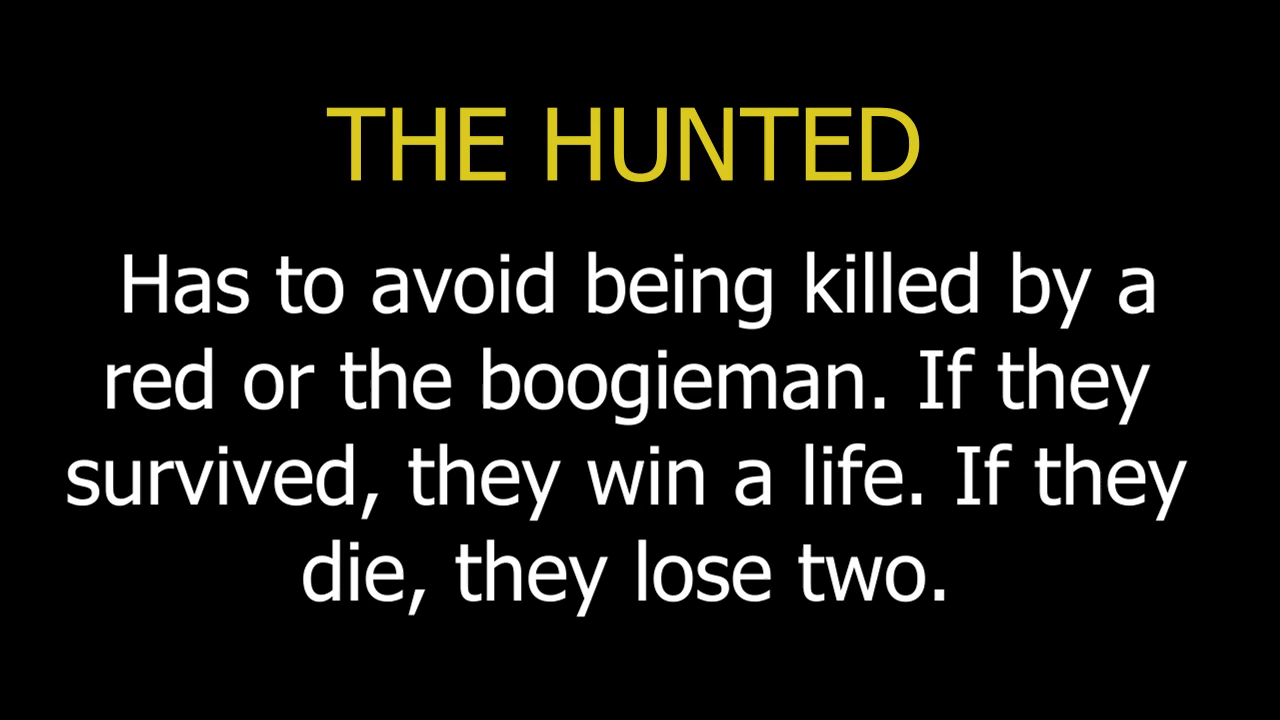 THE HUNTED
Has to avoid being killed by a
red or the boogieman. If they
survived, they win a life. If they
die, they lose two.